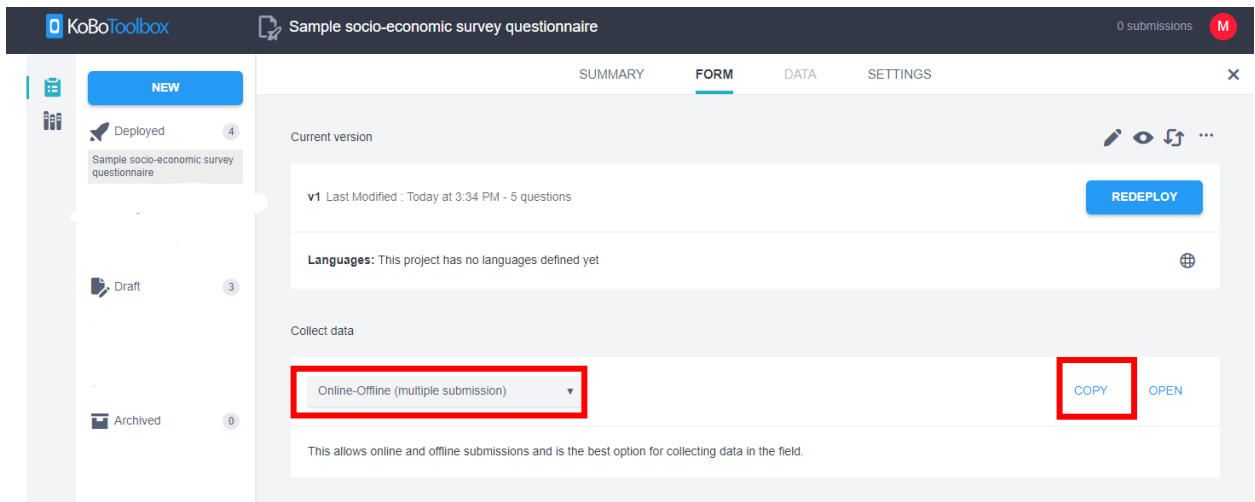 KoBoToolbox
Sample socio-economic survey questionnaire
0 submissions
M
NEW
Deployed
4
Sample socio-economic survey
questionnaire
Draft
3
Archived
0
SUMMARY
FORM
DATA
SETTINGS
Current version
v1 Last Modified : Today at 3:34 PM - 5 questions
REDEPLOY
Languages: This project has no languages defined yet
Collect data
Online-Offline (multiple submission)
COPY
OPEN
This allows online and offline submissions and is the best option for collecting data in the field.